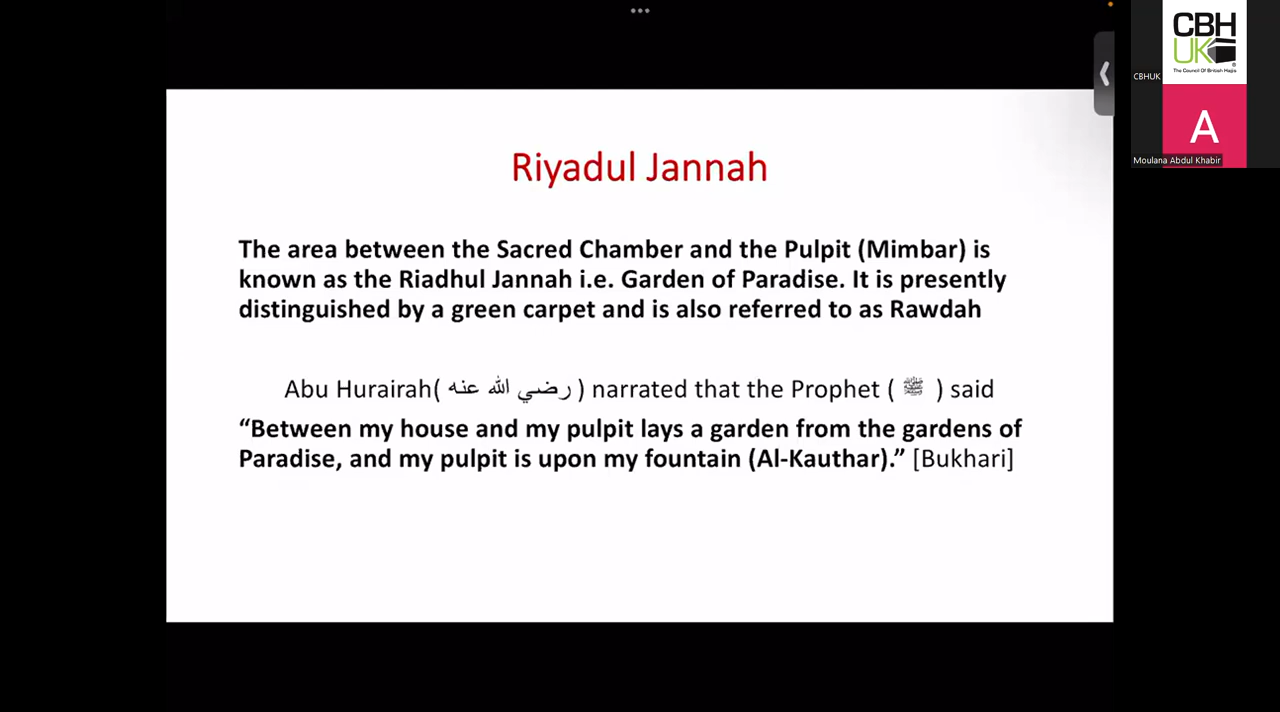 Riyadul Jannah
The area between the Sacred Chamber and the Pulpit (Mimbar) is
known as the Riadhul Jannah i.e. Garden of Paradise. It is presently
distinguished by a green carpet and is also referred to as Rawdah
Abu Hurairah( رضي الله عنه ) narrated that the Prophet ( ﷺ ) said
“Between my house and my pulpit lays a garden from the gardens of
Paradise, and my pulpit is upon my fountain (Al-Kauthar).” [Bukhari]
CBH
UK
The Council Of British Hajjis
CBHUK
A
Moulana Abdul Khabir